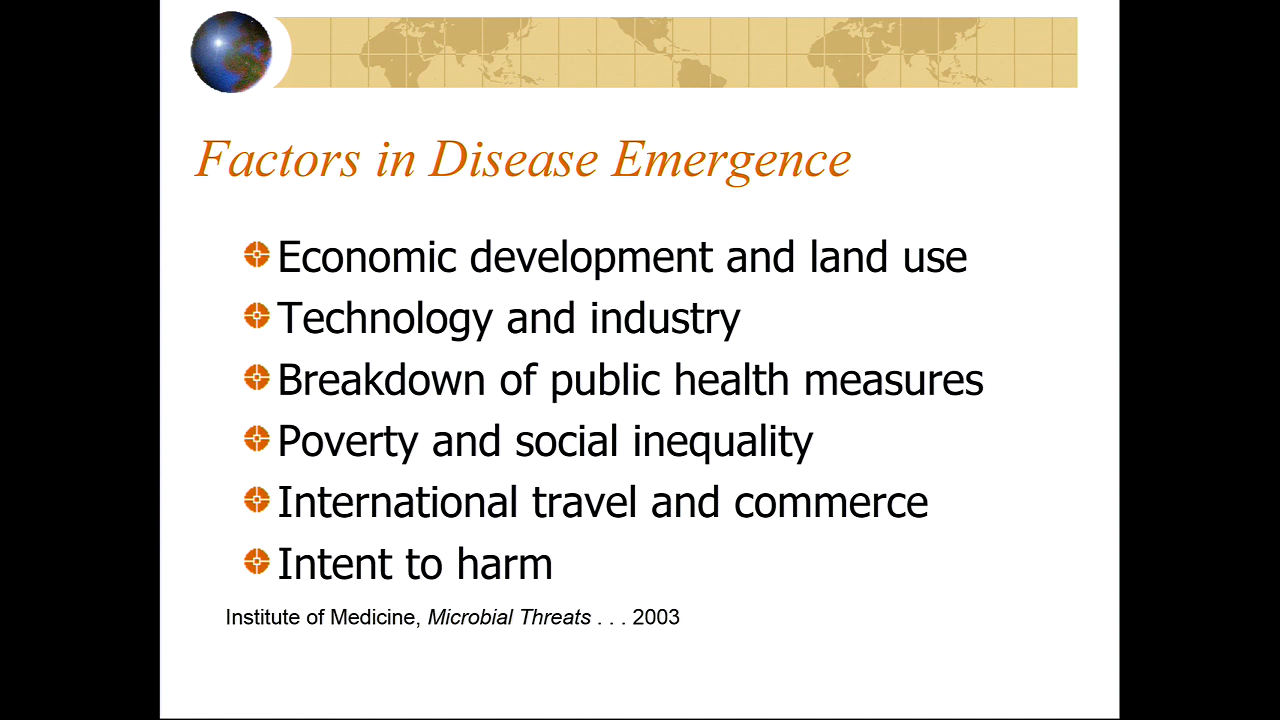 Factors in Disease Emergence
Economic development and land use
Technology and industry
Breakdown of public health measures
Poverty and social inequality
International travel and commerce
Intent to harm
Institute of Medicine, Microbial Threats . . . 2003